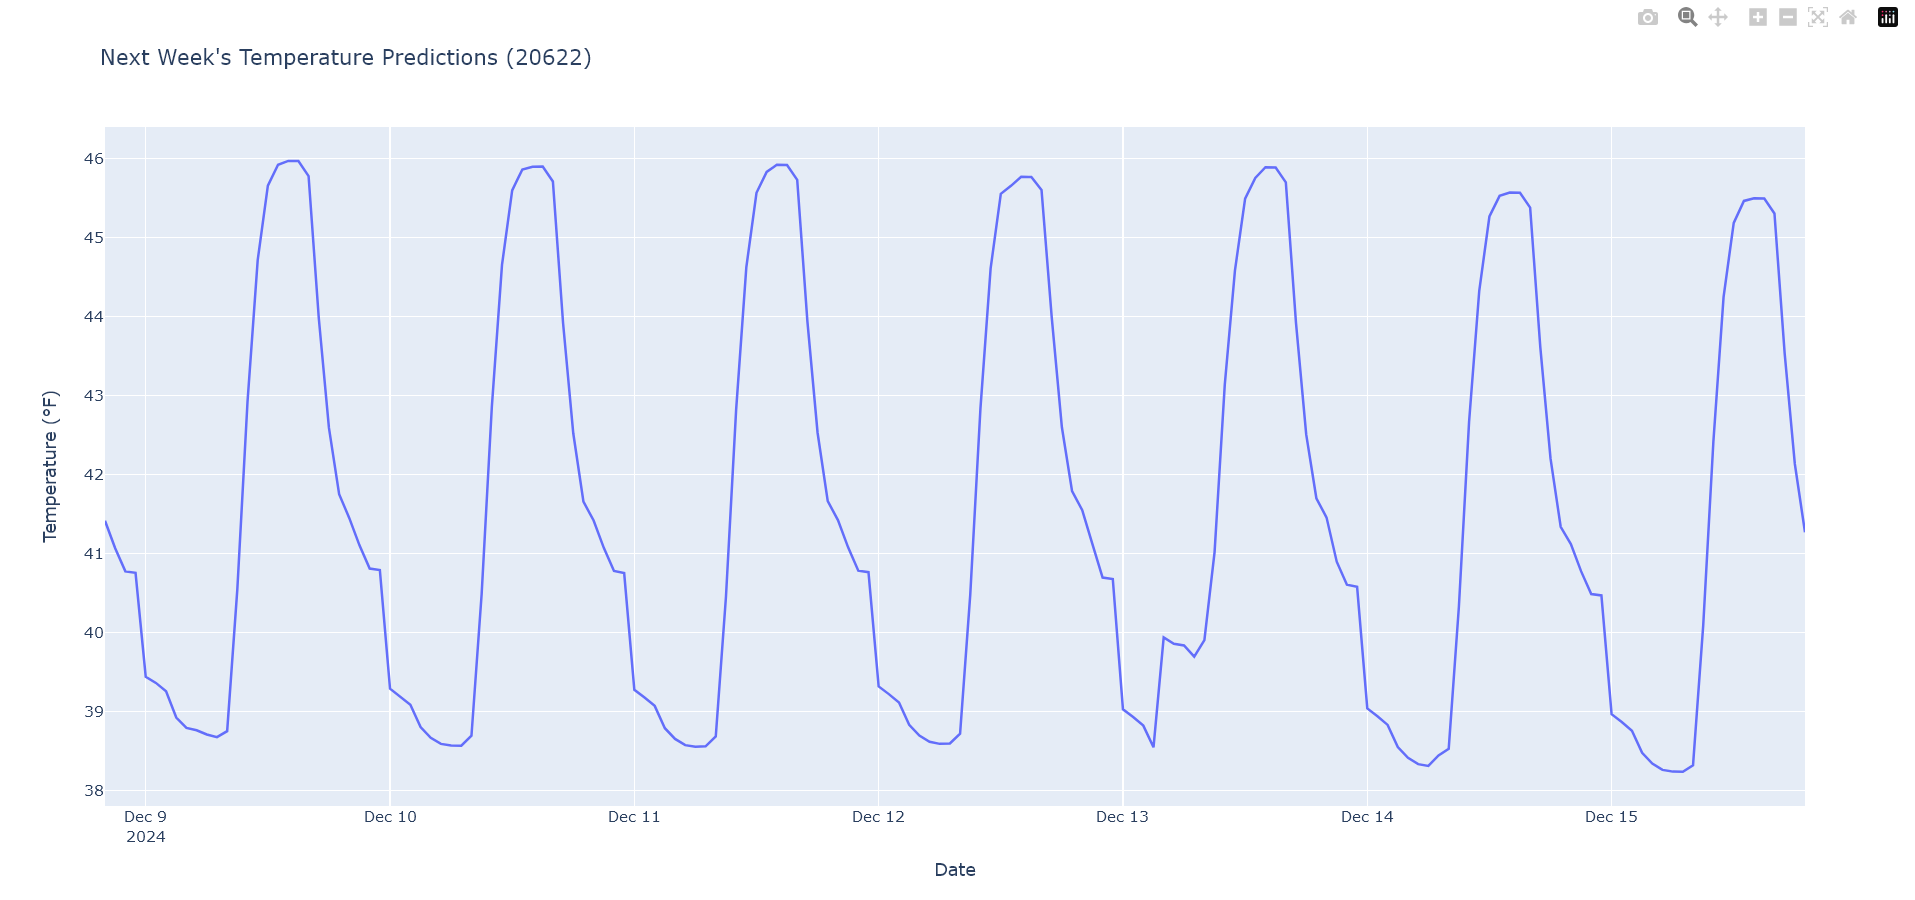 Next Week's Temperature Predictions (20622)
46
45
44
43
42
41
40
39
38
Temperature (°F)
Dec 9 Dec 10 Dec 11 Dec 12 Dec 13 Dec 14 Dec 15
2024
Date